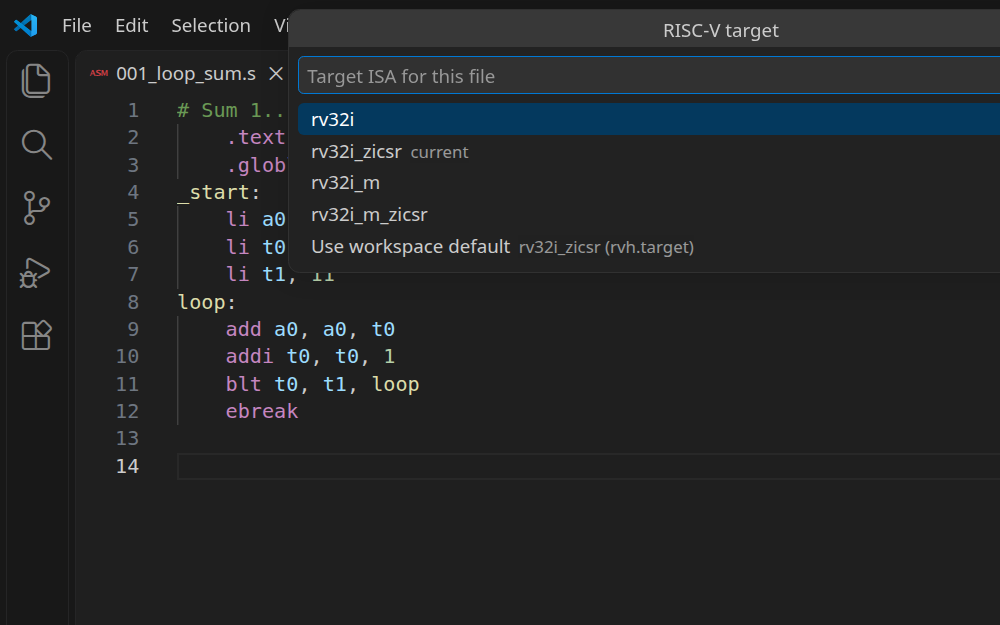 File Edit Selection
RISC-V target
Target ISA for this file
rv32i
rv32i_zicsr current
rv32i_m
rv32i_m_zicsr
Use workspace default rv32i_zicsr (rvh.target)
ASM 001_loop_sum.s
1 # Sum 1..
2 .text
3 .glob
4 _start:
5 li a0
6 li t0
7 li t1, 11
8 loop:
9 add a0, a0, t0
10 addi t0, t0, 1
11 blt t0, t1, loop
12 ebreak
13
14